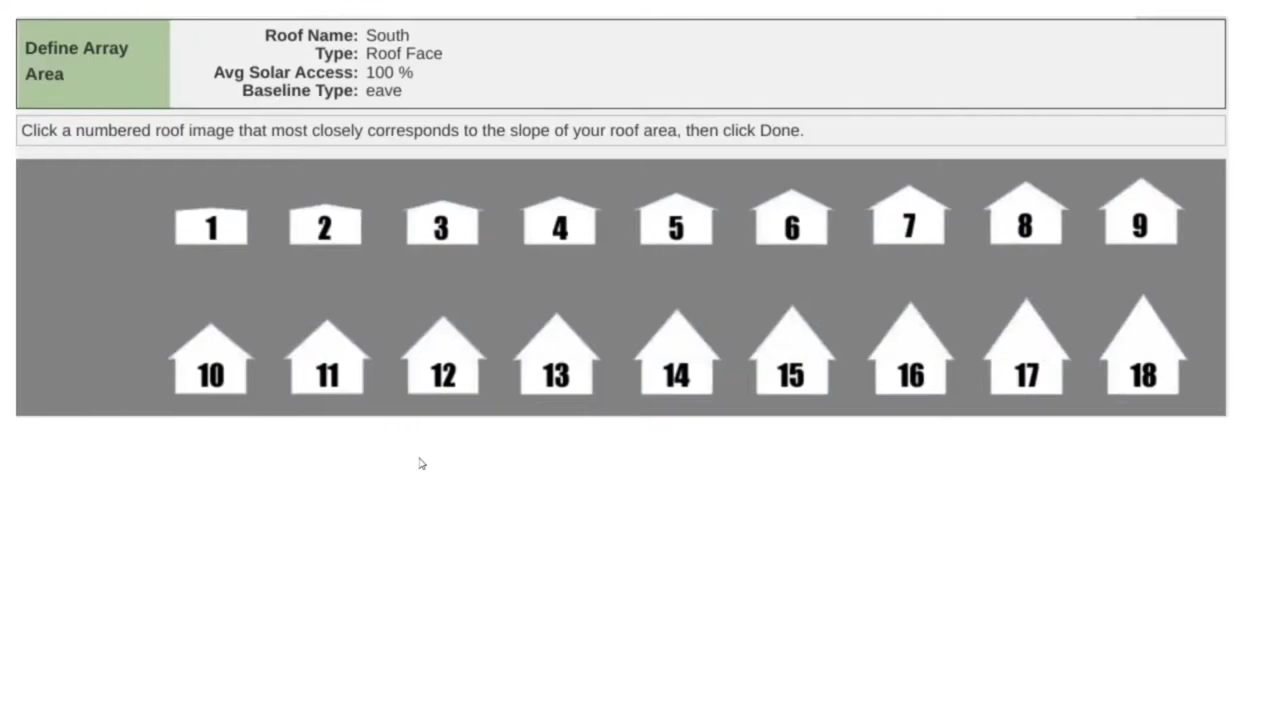 Define Array
Area
Roof Name: South
Type: Roof Face
Avg Solar Access: 100 %
Baseline Type: eave
Click a numbered roof image that most closely corresponds to the slope of your roof area, then click Done.
1 2 3 4 5 6 7 8 9
10 11 12 13 14 15 16 17 18